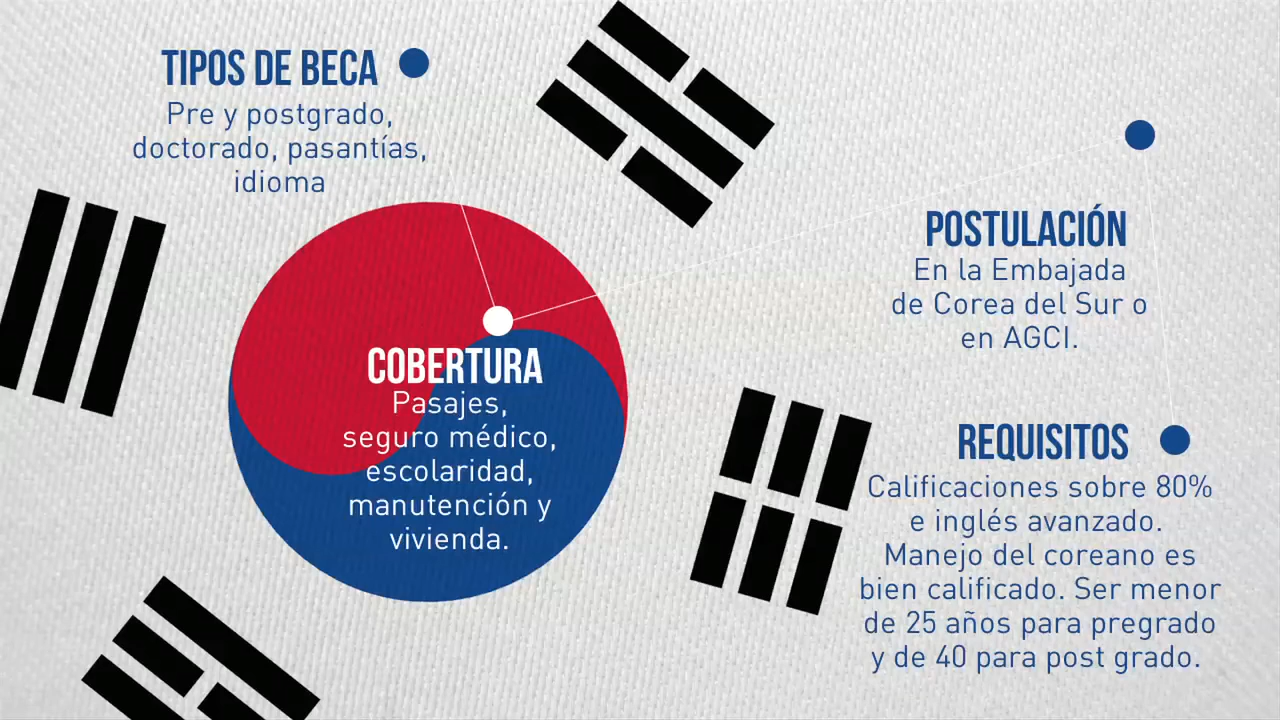 TIPOS DE BECA
Pre y postgrado,
doctorado, pasantías,
idioma
COBERTURA
Pasajes,
seguro médico,
escolaridad,
manutención y
vivienda.
POSTULACIÓN
En la Embajada
de Corea del Sur o
en AGCI.
REQUISITOS
Calificaciones sobre 80%
e inglés avanzado.
Manejo del coreano es
bien calificado. Ser menor
de 25 años para pregrado
y de 40 para post grado.